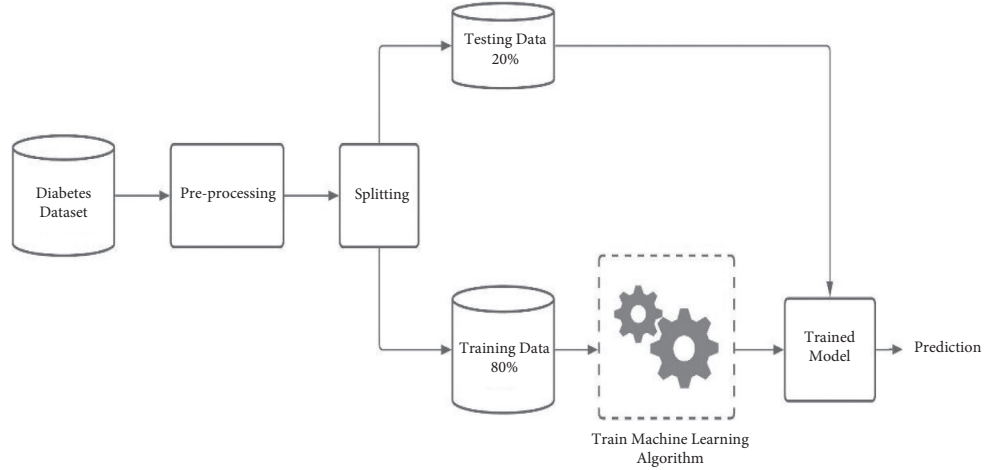 Diabetes
Dataset
Pre-processing
Splitting
Testing Data
20%
Training Data
80%
Train Machine Learning
Algorithm
Trained
Model
Prediction